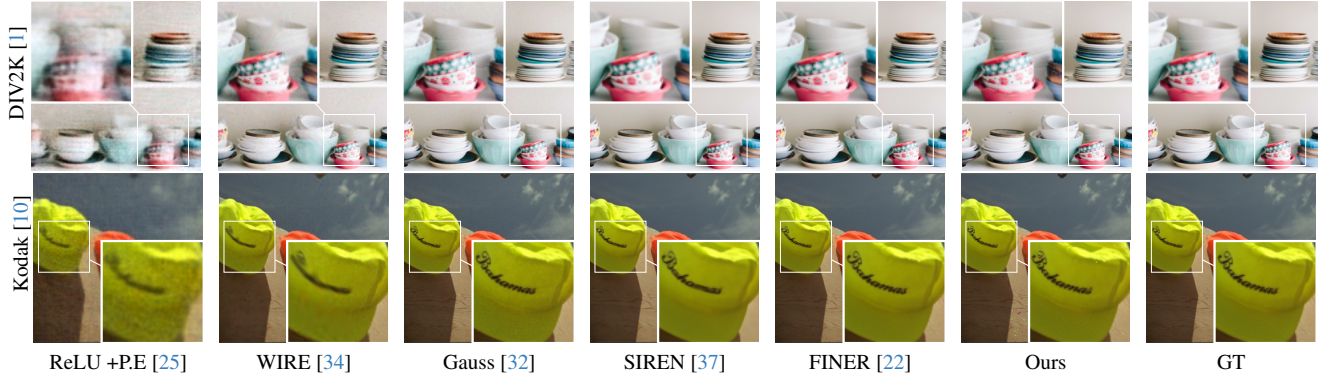 DIV2K [1]
Kodak [10]
Bahamas
Bahamas
Bahamas
Bahamas
Bahamas
ReLU +P.E [25]
WIRE [34]
Gauss [32]
SIREN [37]
FINER [22]
Ours
GT